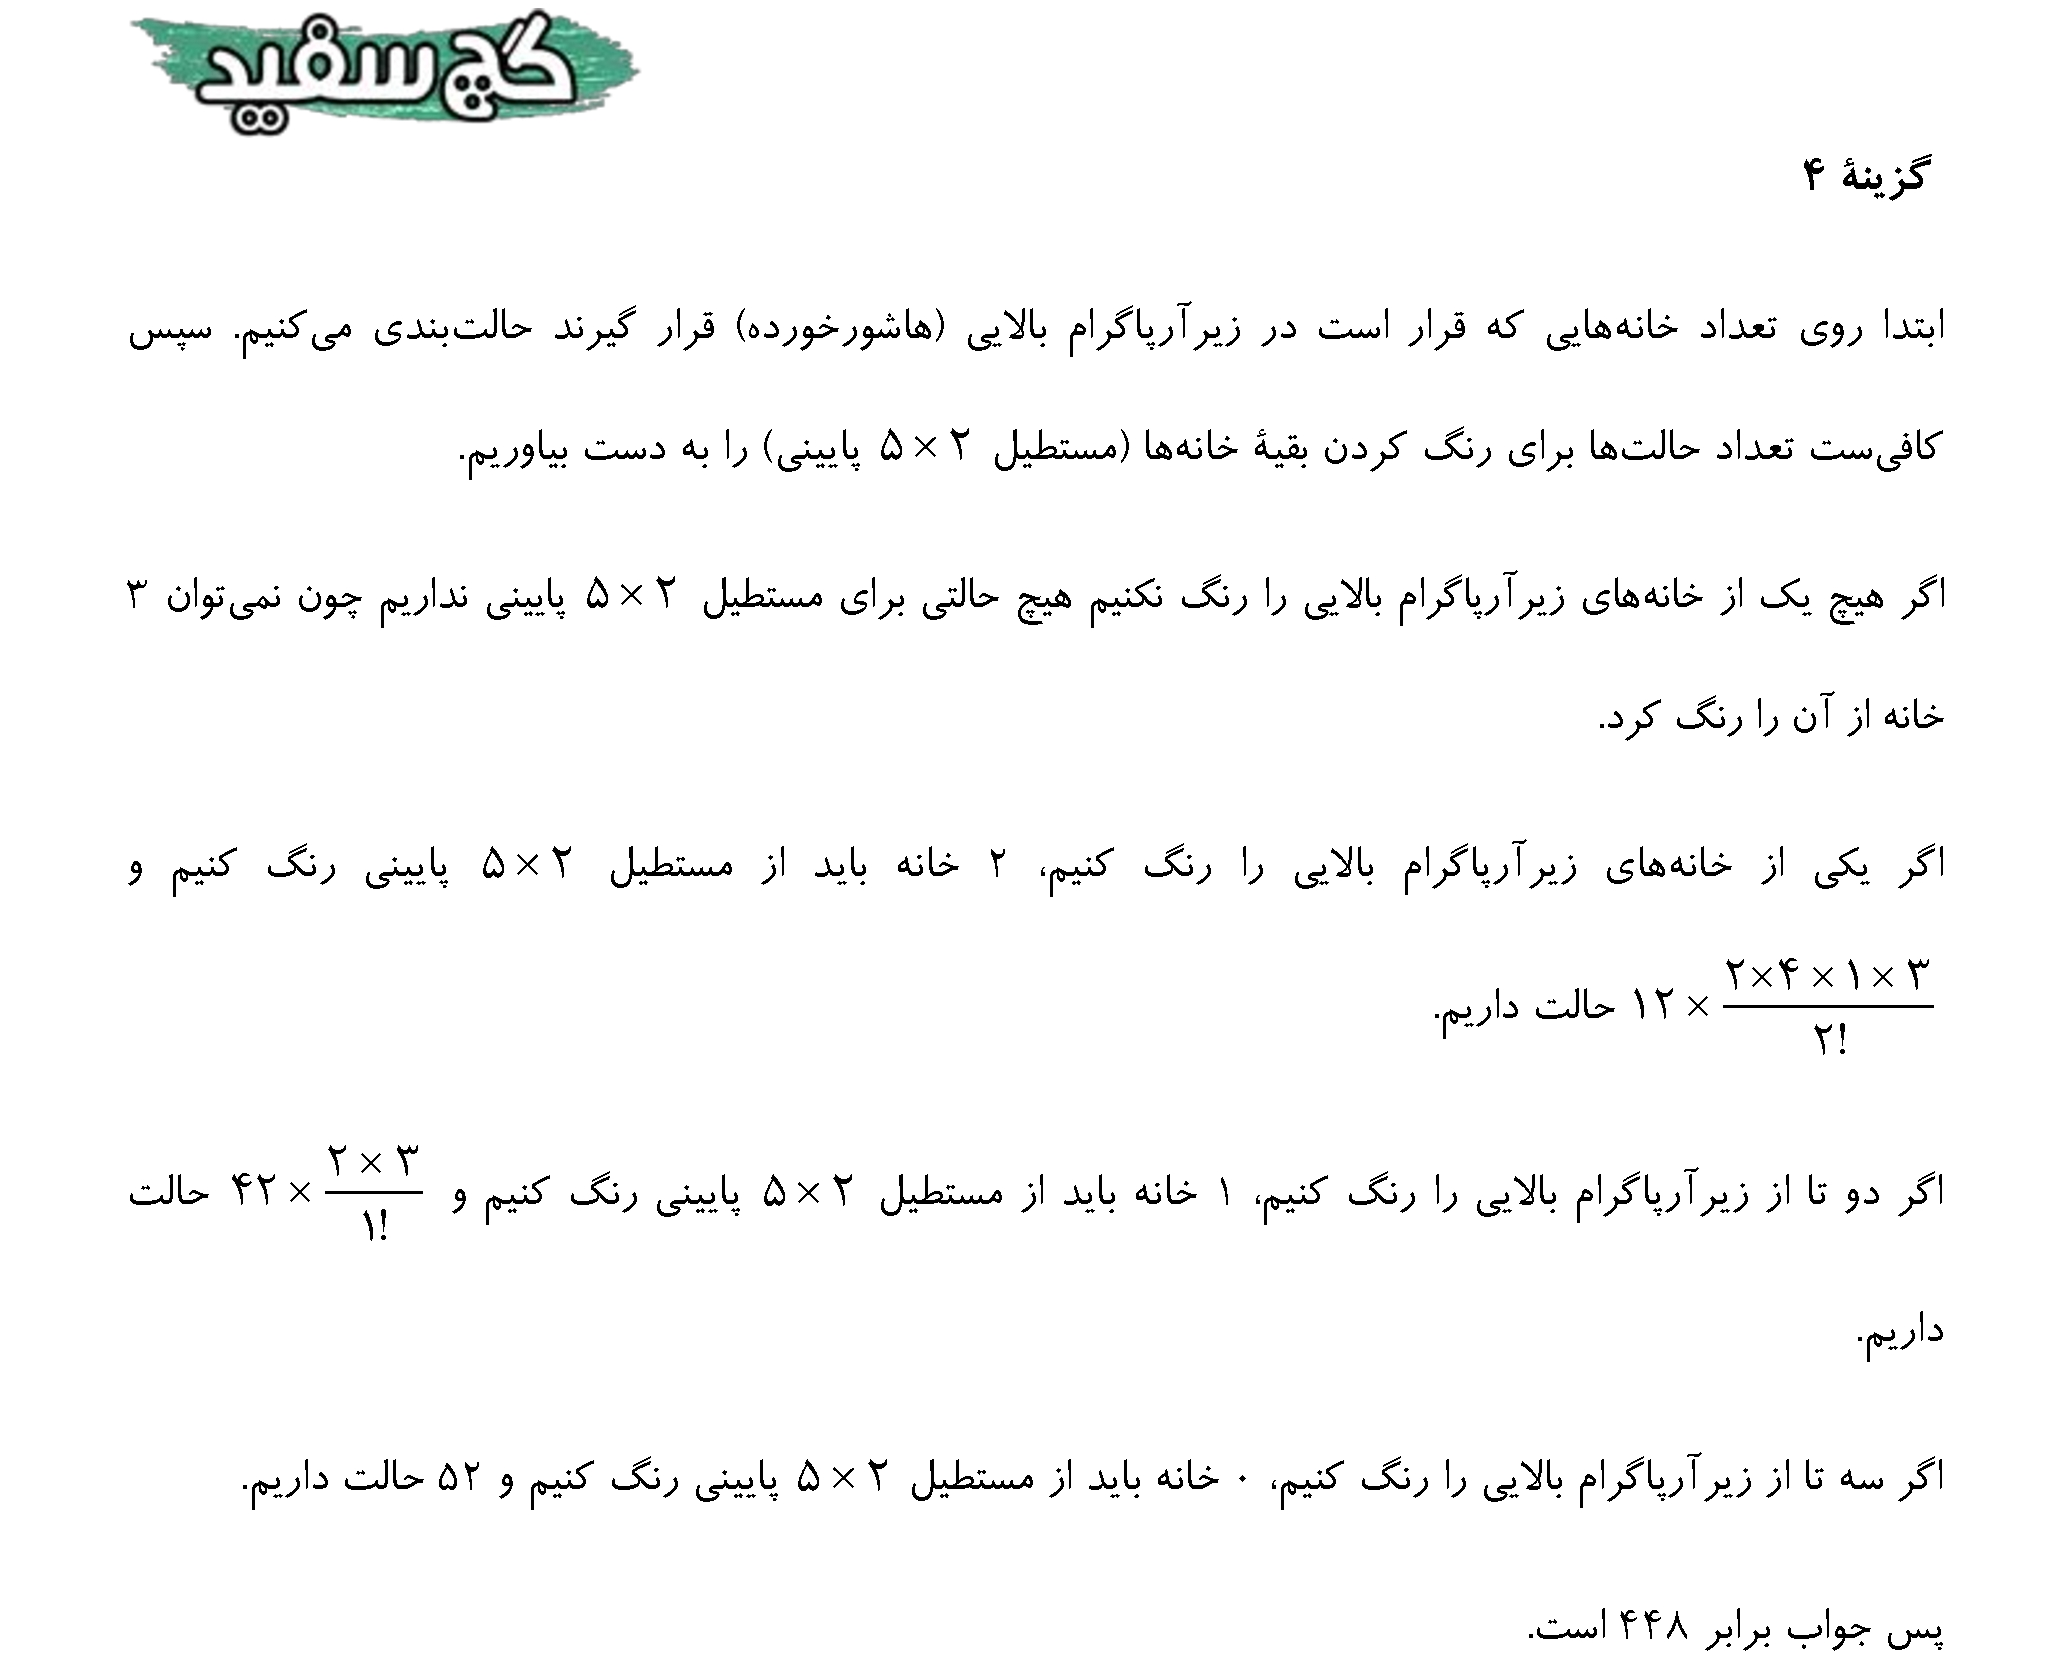 گچ سفید
گزینهٔ ۴
ابتدا روی تعداد خانه‌هایی که قرار است در زیرآرپاگرام بالایی (هاشورخورده) قرار گیرند حالت‌بندی می‌کنیم. سپس
کافی‌ست تعداد حالت‌ها برای رنگ کردن بقیهٔ خانه‌ها (مستطیل ۵ × ۲ پایینی) را به دست بیاوریم.
اگر هیچ یک از خانه‌های زیرآرپاگرام بالایی را رنگ نکنیم هیچ حالتی برای مستطیل ۵ × ۲ پایینی نداریم چون نمی‌توان ۳
خانه از آن را رنگ کرد.
اگر یکی از خانه‌های زیرآرپاگرام بالایی را رنگ کنیم، ۲ خانه باید از مستطیل ۵ × ۲ پایینی رنگ کنیم و
۱۲ × \frac{۲×۴×۱×۳}{۲!} حالت داریم.
اگر دو تا از زیرآرپاگرام بالایی را رنگ کنیم، ۱ خانه باید از مستطیل ۵ × ۲ پایینی رنگ کنیم و ۴۲ × \frac{۲×۳}{۱!} حالت
داریم.
اگر سه تا از زیرآرپاگرام بالایی را رنگ کنیم، ۰ خانه باید از مستطیل ۵ × ۲ پایینی رنگ کنیم و ۵۲ حالت داریم.
پس جواب برابر ۴۴۸ است.